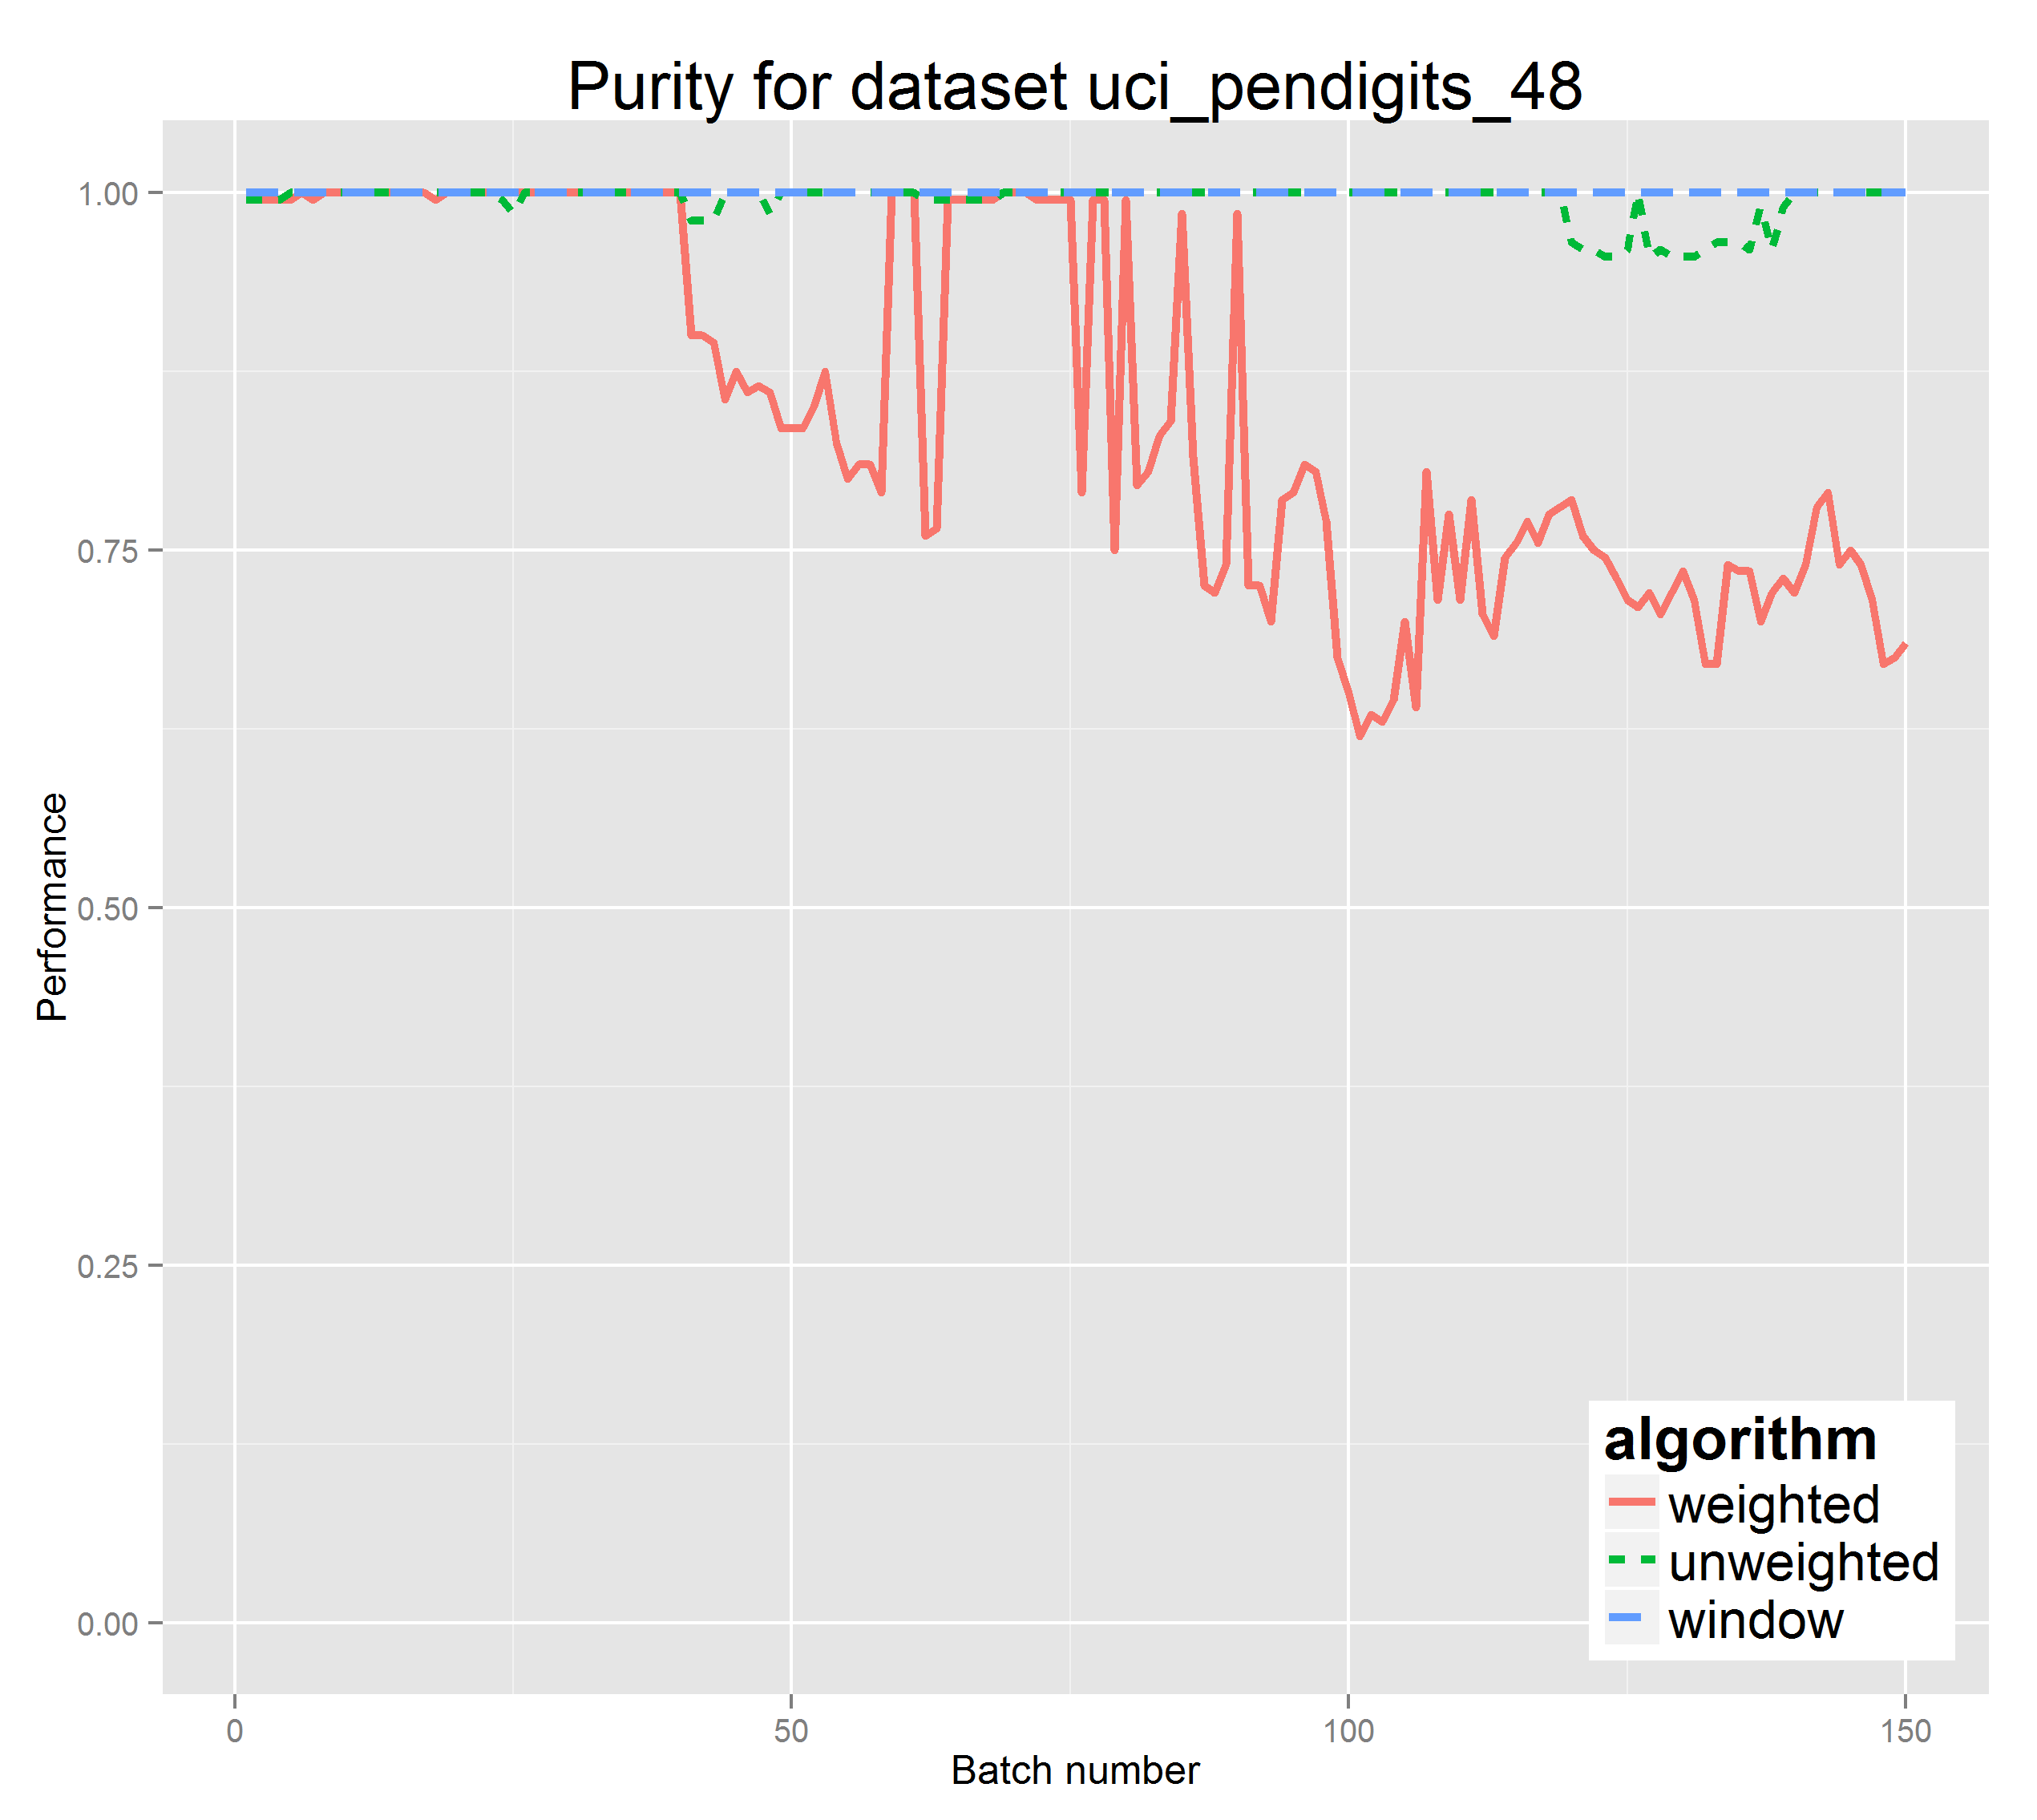 Purity for dataset uci_pendigits_48
1.00
0.75
0.50
0.25
0.00
Performance
0
50
100
150
Batch number
algorithm
weighted
unweighted
window